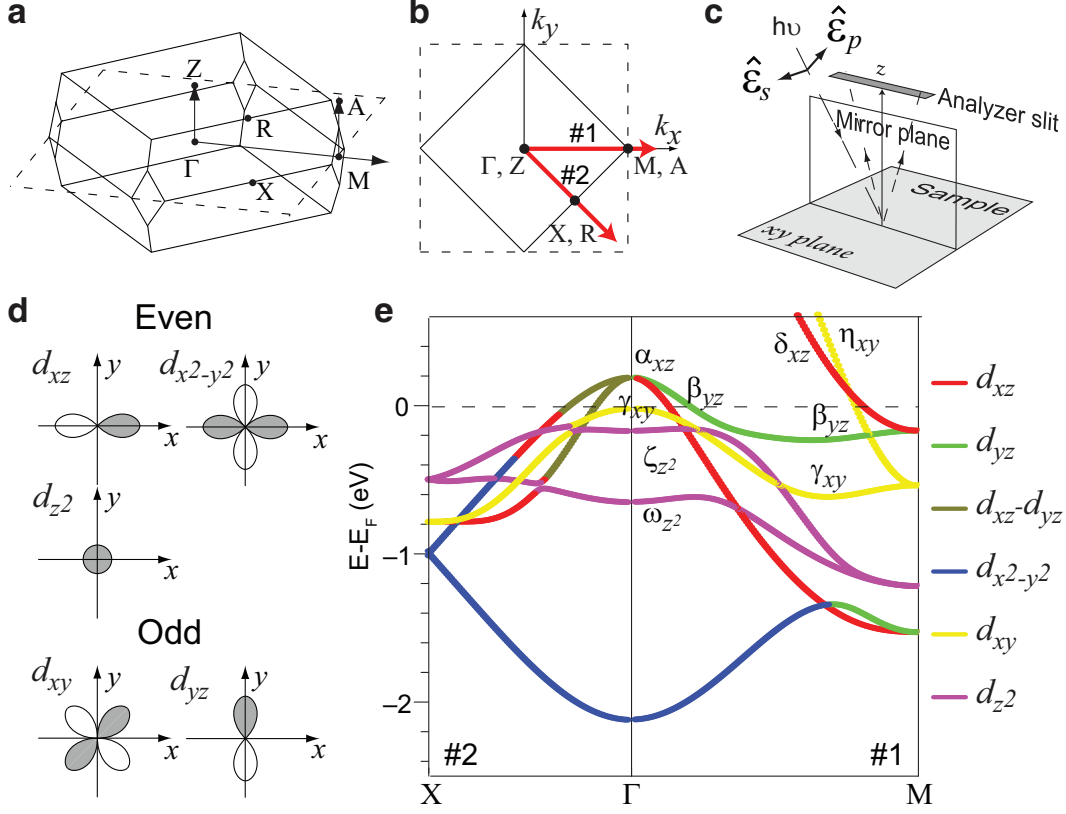 a
Z
A
R
Γ
M
X
b
k_y
#1
k_x
Γ, Z
M, A
#2
X, R
c
hυ
ε̂_p
ε̂_s
z
Analyzer slit
Mirror plane
Sample
xy plane
d
Even
d_xz
y
x
d_x²-y²
y
x
d_z²
x
Odd
d_xy
y
x
d_yz
y
x
e
E-E_F (eV)
0
−1
−2
α_xz
β_yz
γ_xy
ζ_z²
ω_z²
δ_xz
η_xy
β_yz
γ_xy
#2
#1
X
Γ
M
d_xz
d_yz
d_xz-d_yz
d_x²-y²
d_xy
d_z²